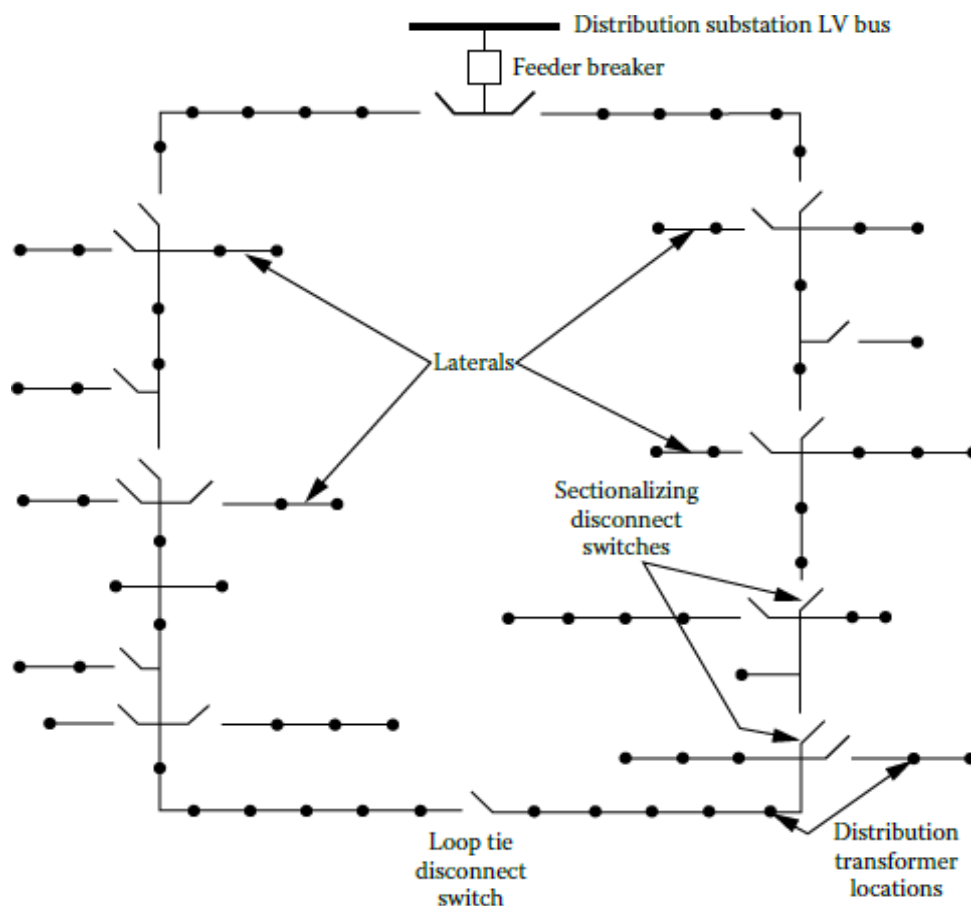 Distribution substation LV bus
Feeder breaker
Laterals
Sectionalizing
disconnect
switches
Loop tie
disconnect
switch
Distribution
transformer
locations